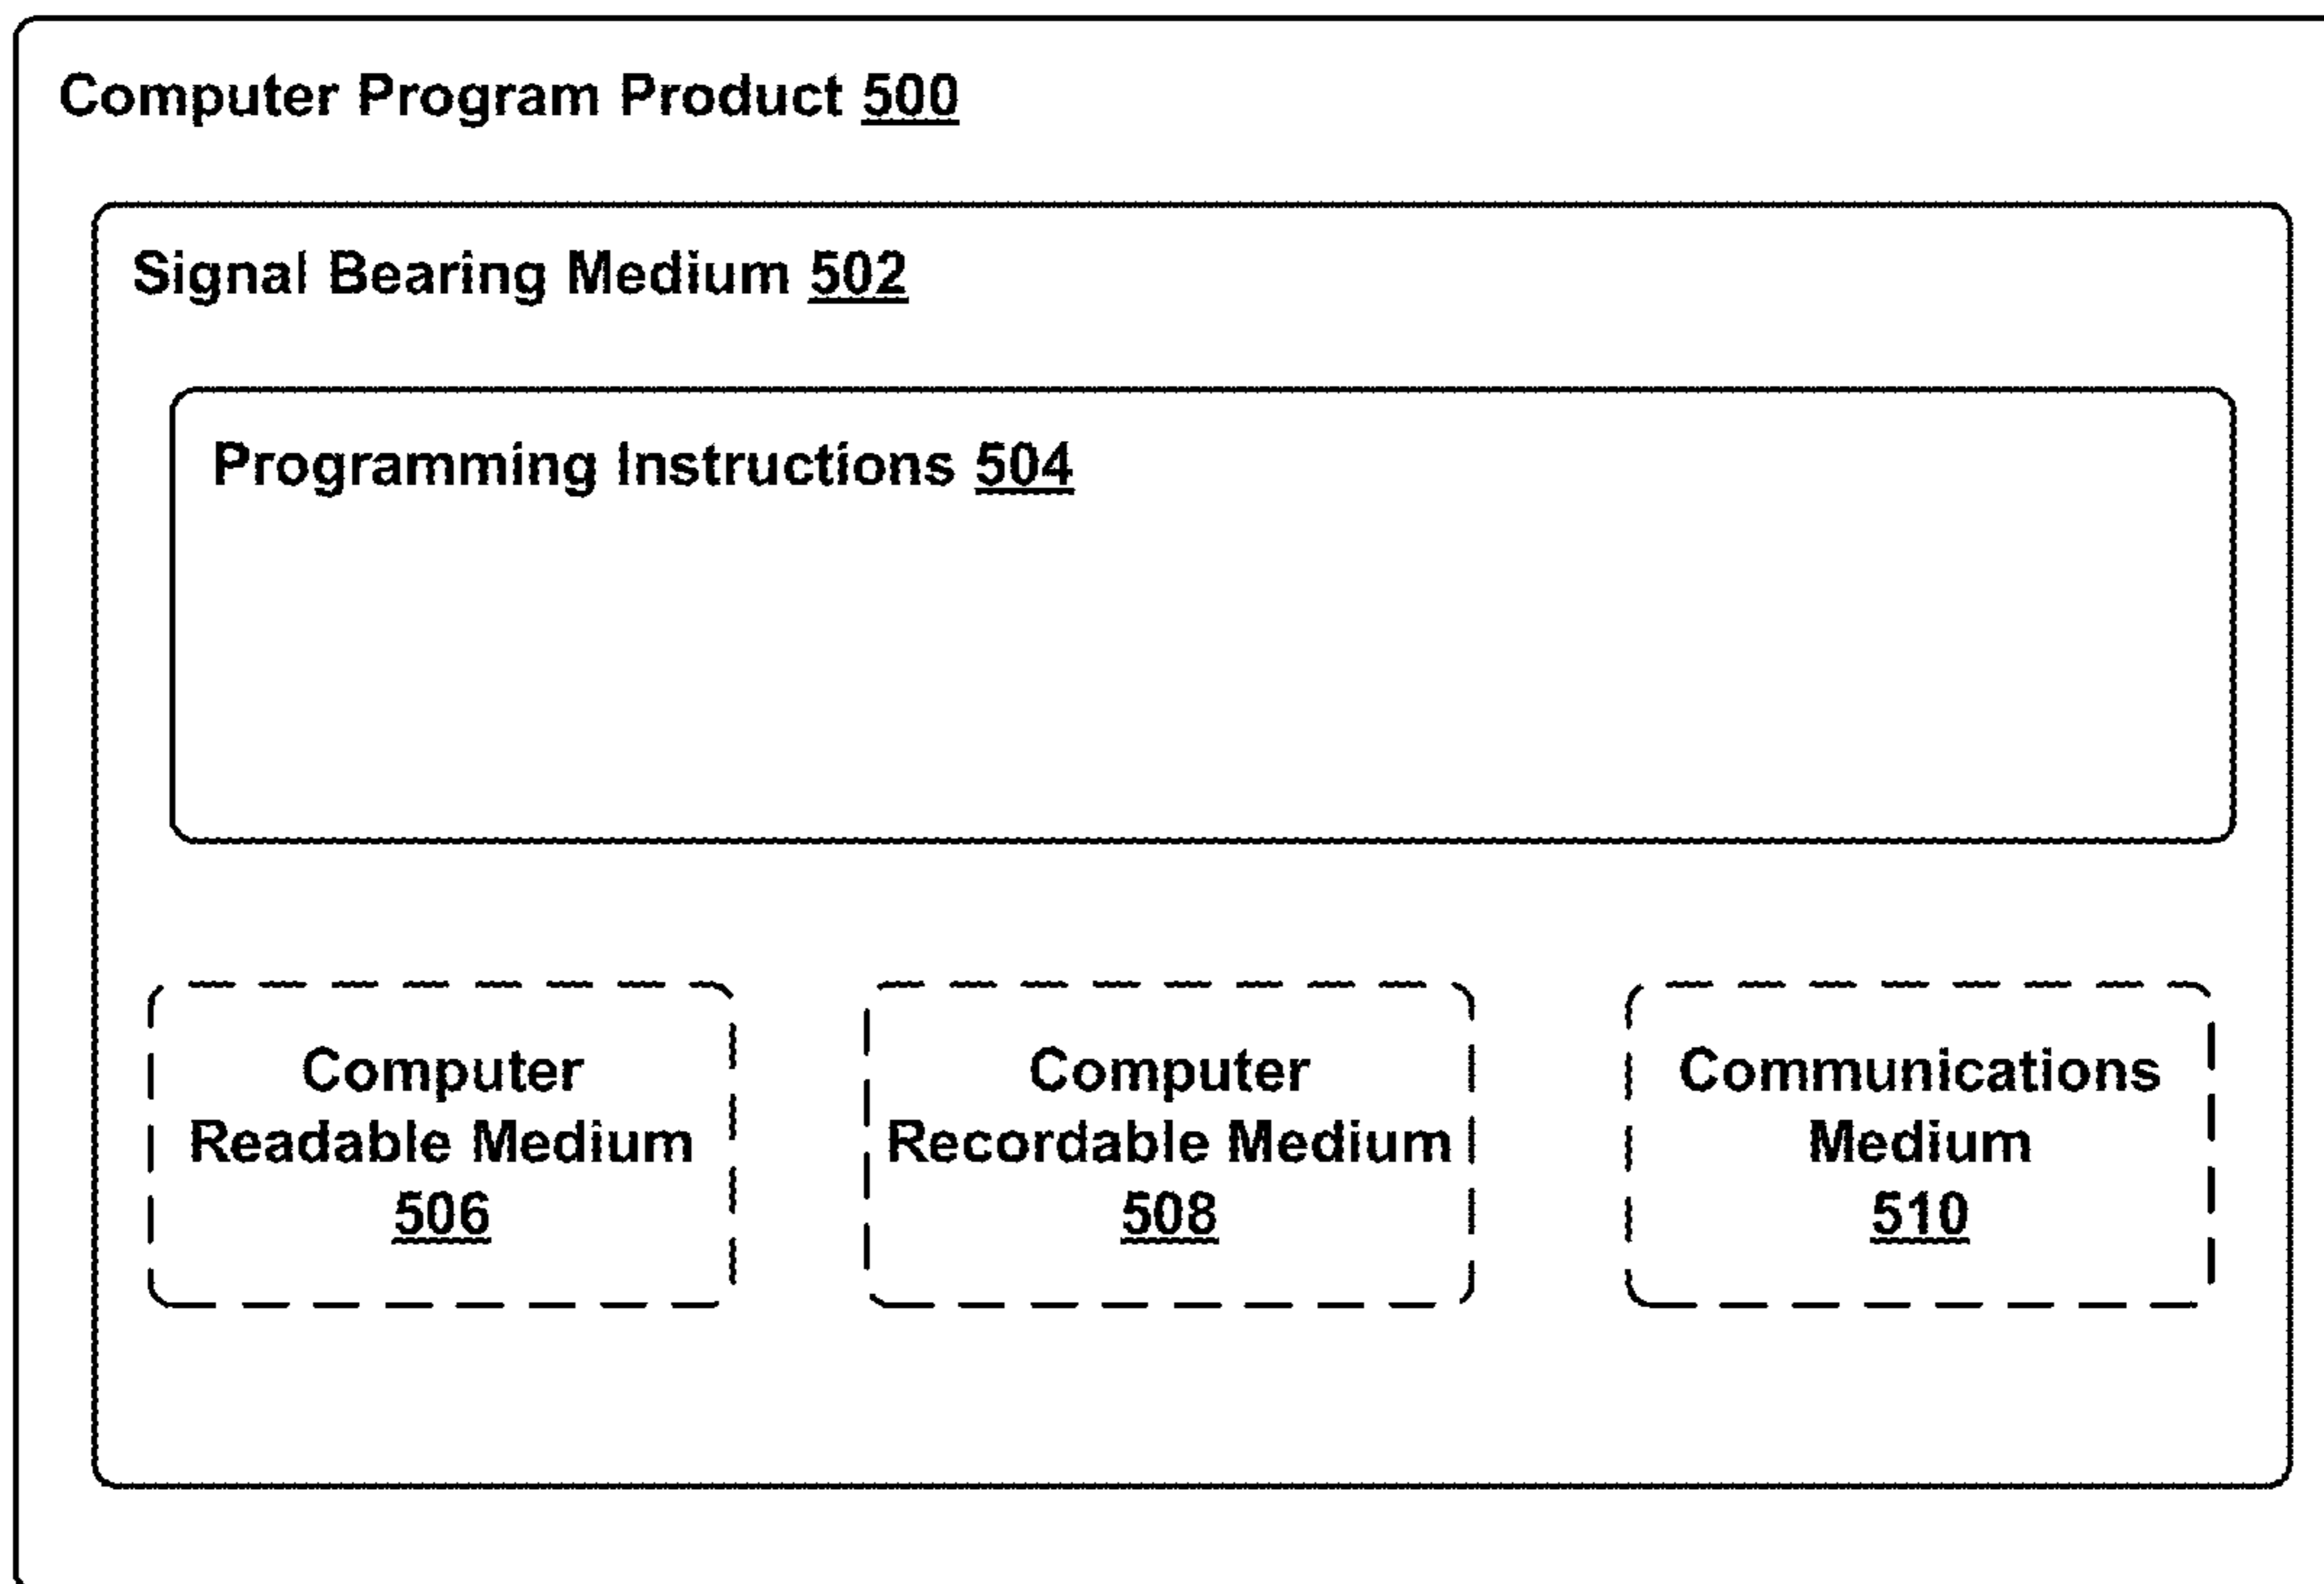 Computer Program Product 500
Signal Bearing Medium 502
Programming Instructions 504
Computer
Readable Medium
506
Computer
Recordable Medium
508
Communications
Medium
510